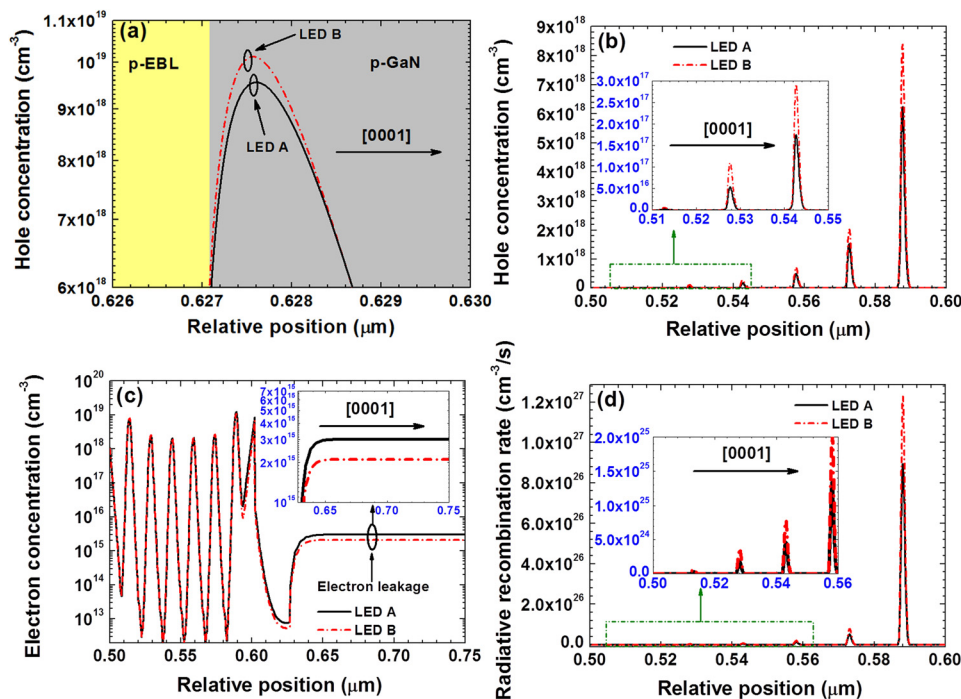 (a)
p-EBL
p-GaN
LED B
LED A
[0001]
1.1x10^19
10^19
9x10^18
8x10^18
7x10^18
6x10^18
Hole concentration (cm^-3)
0.626 0.627 0.628 0.629 0.630
Relative position (μm)
(b)
LED A
LED B
[0001]
9x10^18
8x10^18
7x10^18
6x10^18
5x10^18
4x10^18
3x10^18
2x10^18
10^18
0
Hole concentration (cm^-3)
3.0x10^17
2.5x10^17
2.0x10^17
1.5x10^17
1.0x10^17
5.0x10^16
0.0
0.51 0.52 0.53 0.54 0.55
0.50 0.52 0.54 0.56 0.58 0.60
Relative position (μm)
(c)
10^20
10^19
10^18
10^17
10^16
10^15
10^14
10^13
Electron concentration (cm^-3)
7x10^15
6x10^15
5x10^15
4x10^15
3x10^15
2x10^15
10^15
[0001]
0.65 0.70 0.75
Electron leakage
LED A
LED B
0.50 0.55 0.60 0.65 0.70 0.75
Relative position (μm)
(d)
LED A
LED B
[0001]
1.2x10^27
1.0x10^27
8.0x10^26
6.0x10^26
4.0x10^26
2.0x10^26
0.0
Radiative recombination rate (cm^-3/s)
2.0x10^25
1.5x10^25
1.0x10^25
5.0x10^24
0.0
0.50 0.52 0.54 0.56
0.50 0.52 0.54 0.56 0.58 0.60
Relative position (μm)